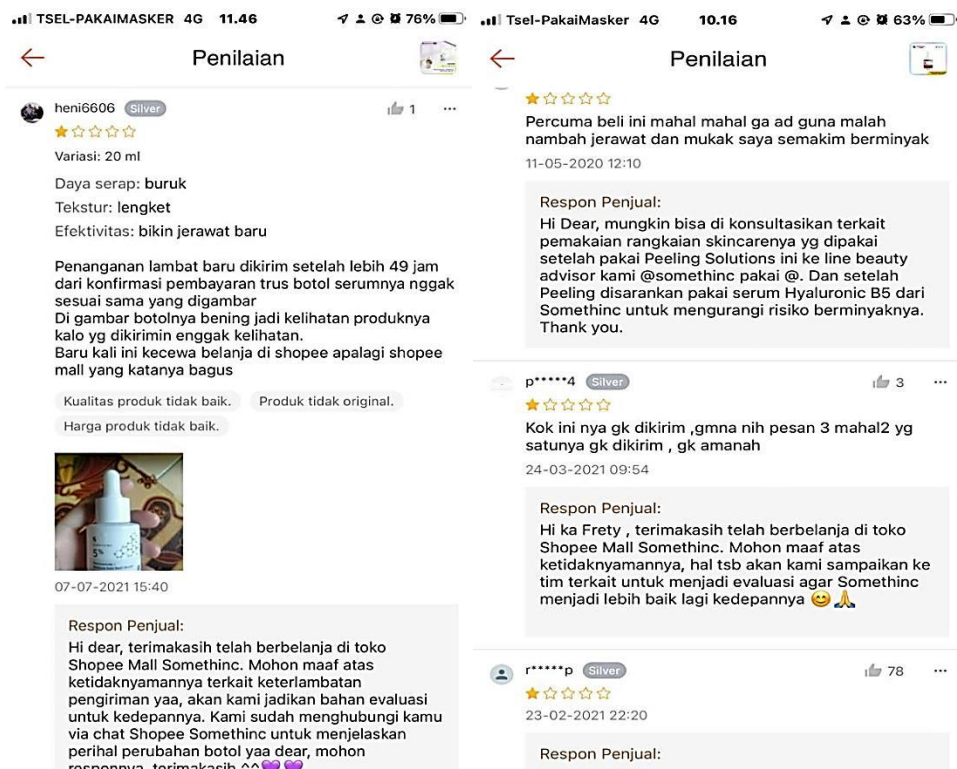 TSEL-PAKAIMASKER 4G 11.46 76%
Penilaian
heni6606 Silver 1
Variasi: 20 ml
Daya serap: buruk
Tekstur: lengket
Efektivitas: bikin jerawat baru
Penanganan lambat baru dikirim setelah lebih 49 jam
dari konfirmasi pembayaran trus botol serumnya nggak
sesuai sama yang digambar
Di gambar botolnya bening jadi kelihatan produknya
kalo yg dikirimin enggak kelihatan.
Baru kali ini kecewa belanja di shopee apalagi shopee
mall yang katanya bagus
Kualitas produk tidak baik. Produk tidak original.
Harga produk tidak baik.
5%
07-07-2021 15:40
Respon Penjual:
Hi dear, terimakasih telah berbelanja di toko
Shopee Mall Somethinc. Mohon maaf atas
ketidaknyamannya terkait keterlambatan
pengiriman yaa, akan kami jadikan bahan evaluasi
untuk kedepannya. Kami sudah menghubungi kamu
via chat Shopee Somethinc untuk menjelaskan
perihal perubahan botol yaa dear, mohon
responnya, terimakasih ^^💜💜
Tsel-PakaiMasker 4G 10.16 63%
Penilaian
Percuma beli ini mahal mahal ga ad guna malah
nambah jerawat dan mukak saya semakim berminyak
11-05-2020 12:10
Respon Penjual:
Hi Dear, mungkin bisa di konsultasikan terkait
pemakaian rangkaian skincarenya yg dipakai
setelah pakai Peeling Solutions ini ke line beauty
advisor kami @somethinc pakai @. Dan setelah
Peeling disarankan pakai serum Hyaluronic B5 dari
Somethinc untuk mengurangi risiko berminyaknya.
Thank you.
p*****4 Silver 3
Kok ini nya gk dikirim ,gmna nih pesan 3 mahal2 yg
satunya gk dikirim , gk amanah
24-03-2021 09:54
Respon Penjual:
Hi ka Frety , terimakasih telah berbelanja di toko
Shopee Mall Somethinc. Mohon maaf atas
ketidaknyamannya, hal tsb akan kami sampaikan ke
tim terkait untuk menjadi evaluasi agar Somethinc
menjadi lebih baik lagi kedepannya 😊🙏
r*****p Silver 78
23-02-2021 22:20
Respon Penjual: